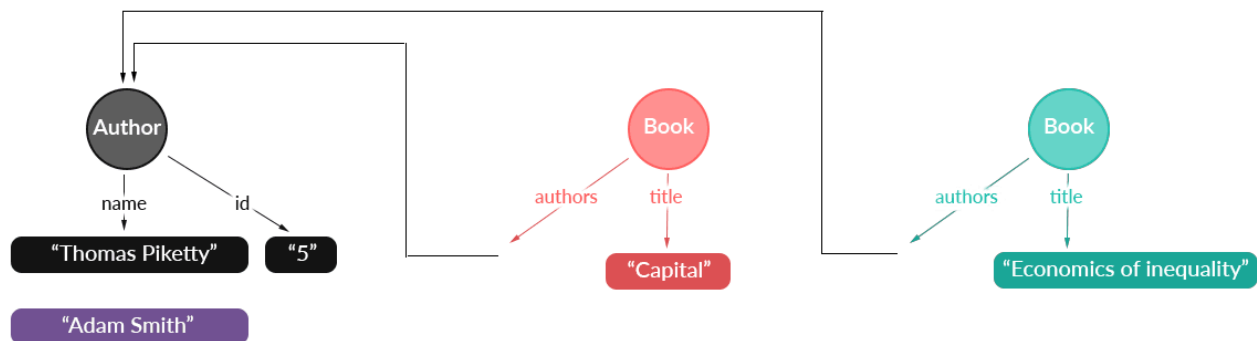 Author
Book
Book
name
id
authors
title
authors
title
“Thomas Piketty”
“5”
“Capital”
“Economics of inequality”
“Adam Smith”